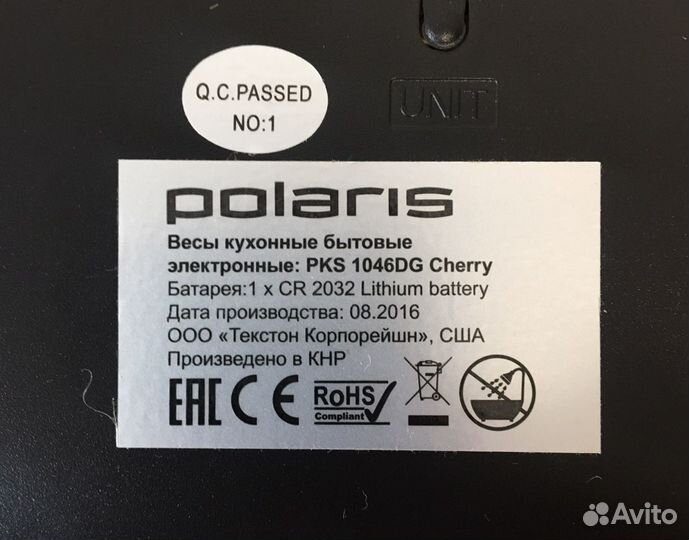 Q.C.PASSED
NO:1
UNIT
polaris
Весы кухонные бытовые
электронные: PKS 1046DG Cherry
Батарея:1 x CR 2032 Lithium battery
Дата производства: 08.2016
ООО «Текстон Корпорейшн», США
Произведено в КНР
EAC CE RoHS
Compliant
Avito